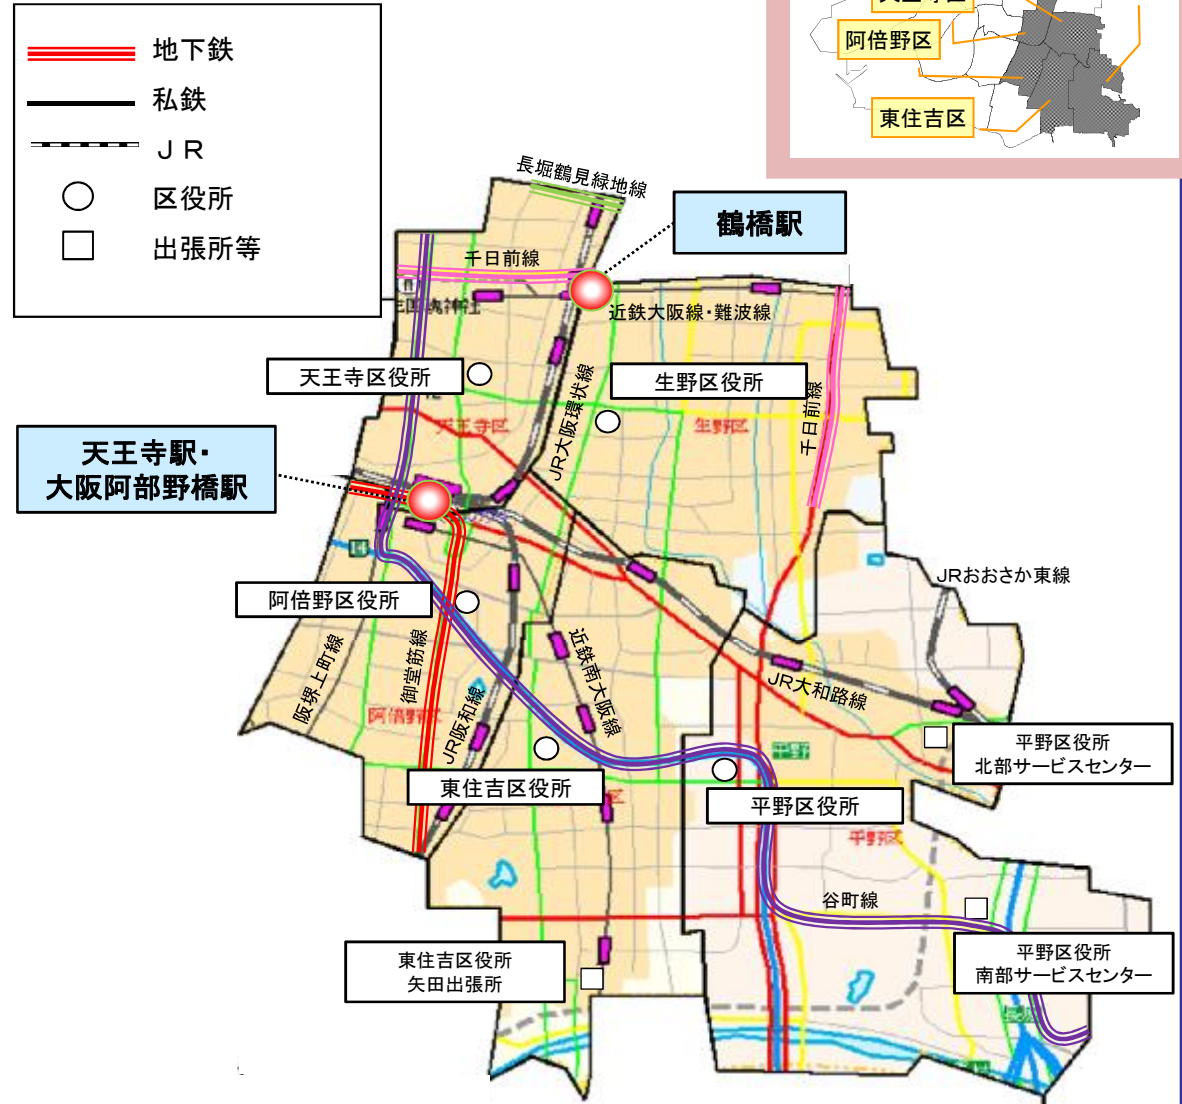 地下鉄
私鉄
ＪＲ
区役所
出張所等
阿倍野区
東住吉区
長堀鶴見緑地線
鶴橋駅
千日前線
近鉄大阪線・難波線
天王寺区役所
生野区役所
JR大阪環状線
千日前線
天王寺区
生野区
天王寺駅・
大阪阿部野橋駅
JRおおさか東線
阿倍野区役所
阪堺上町線
御堂筋線
近鉄南大阪線
JR大和路線
阿倍野区
JR阪和線
平野区役所
北部サービスセンター
平野
東住吉区役所
区
平野区役所
平野区
谷町線
東住吉区役所
矢田出張所
平野区役所
南部サービスセンター